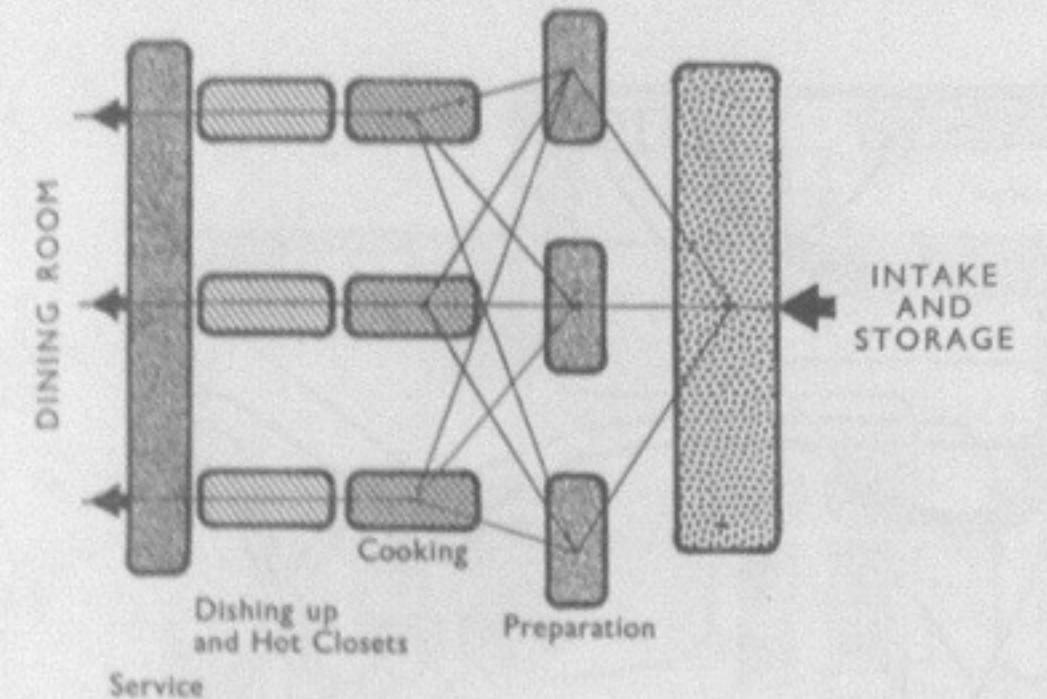 DINING ROOM
INTAKE
AND
STORAGE
Cooking
Dishing up
and Hot Closets
Preparation
Service